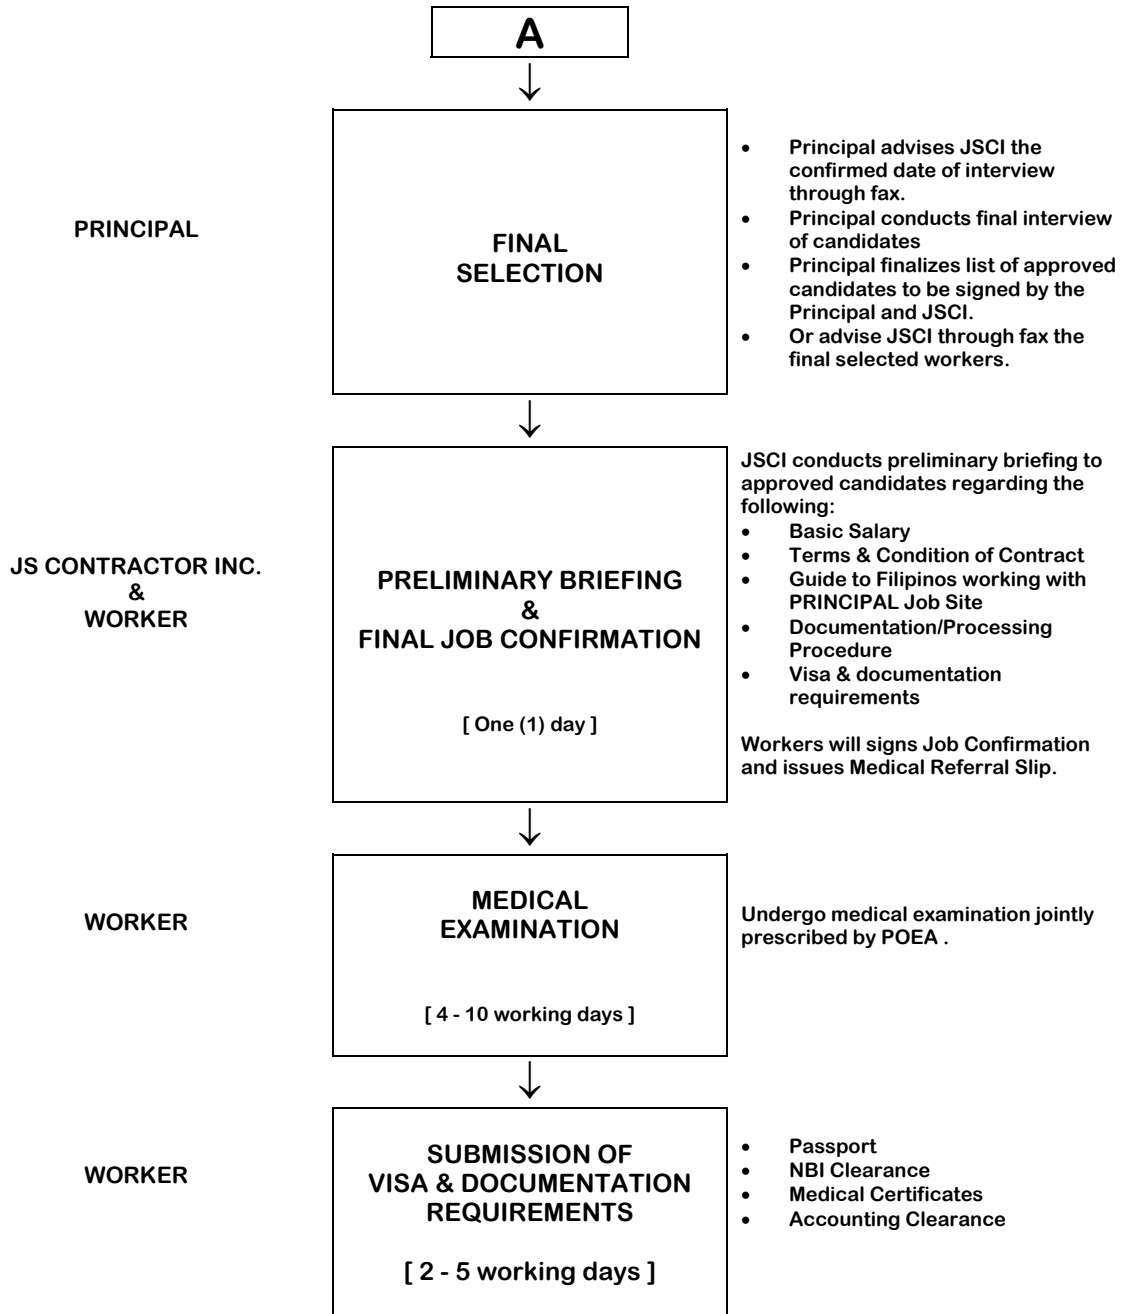 A
↓
PRINCIPAL
FINAL
SELECTION
• Principal advises JSCI the
confirmed date of interview
through fax.
• Principal conducts final interview
of candidates
• Principal finalizes list of approved
candidates to be signed by the
Principal and JSCI.
• Or advise JSCI through fax the
final selected workers.
↓
JS CONTRACTOR INC.
&
WORKER
PRELIMINARY BRIEFING
&
FINAL JOB CONFIRMATION
[ One (1) day ]
JSCI conducts preliminary briefing to
approved candidates regarding the
following:
• Basic Salary
• Terms & Condition of Contract
• Guide to Filipinos working with
PRINCIPAL Job Site
• Documentation/Processing
Procedure
• Visa & documentation
requirements
Workers will signs Job Confirmation
and issues Medical Referral Slip.
↓
WORKER
MEDICAL
EXAMINATION
[ 4 - 10 working days ]
Undergo medical examination jointly
prescribed by POEA .
↓
WORKER
SUBMISSION OF
VISA & DOCUMENTATION
REQUIREMENTS
[ 2 - 5 working days ]
• Passport
• NBI Clearance
• Medical Certificates
• Accounting Clearance